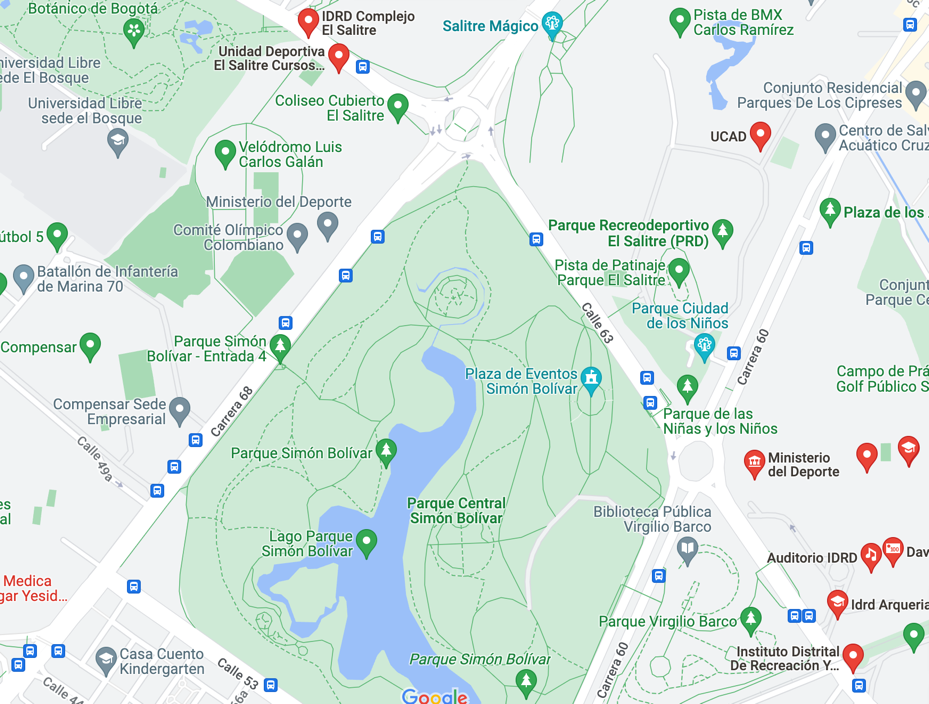 Botánico de Bogotá
IDRD Complejo
El Salitre
Salitre Mágico
Pista de BMX
Carlos Ramírez
Unidad Deportiva
El Salitre Cursos...
niversidad Libre
ede El Bosque
Conjunto Residencial
Parques De Los Cipreses
Universidad Libre
sede el Bosque
Coliseo Cubierto
El Salitre
UCAD
Centro de Sal
Acuático Cruz
Velódromo Luis
Carlos Galán
Ministerio del Deporte
Comité Olímpico
Colombiano
Parque Recreodeportivo
El Salitre (PRD)
Plaza de los
útbol 5
Pista de Patinaje
Parque El Salitre
Batallón de Infantería
de Marina 70
Conjunt
Parque Ce
Calle 63
Parque Ciudad
de los Niños
Compensar
Parque Simón
Bolívar - Entrada 4
Carrera 60
Plaza de Eventos
Simón Bolívar
Campo de Prá
Golf Público S
Compensar Sede
Empresarial
Carrera 68
Parque de las
Niñas y los Niños
Calle 49a
Parque Simón Bolívar
Ministerio
del Deporte
es
al
Parque Central
Simón Bolívar
Biblioteca Pública
Virgilio Barco
Lago Parque
Simón Bolívar
Auditorio IDRD
Dav
Medica
gar Yesid...
Idrd Arqueria
Parque Virgilio Barco
Casa Cuento
Kindergarten
Calle 53
Parque Simón Bolívar
Carrera 60
Instituto Distrital
De Recreación Y...
Calle 44
66a
Google